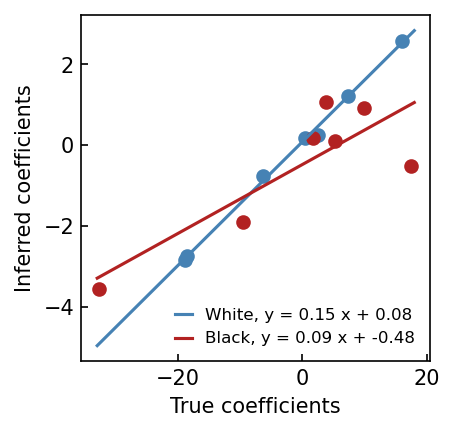 Inferred coefficients
2
0
−2
−4
White, y = 0.15 x + 0.08
Black, y = 0.09 x + -0.48
−20
0
20
True coefficients